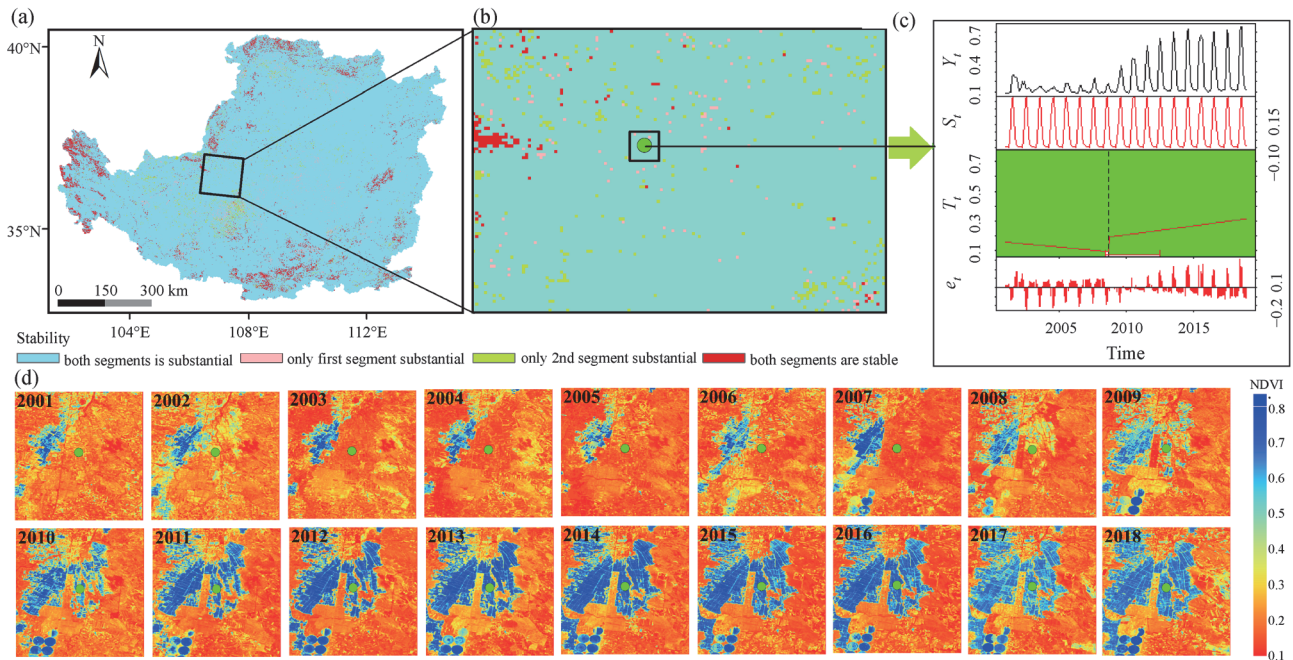 (a)
(b)
(c)
40°N
35°N
N
0 150 300 km
104°E 108°E 112°E
Y_t
0.7
0.4
0.1
S_t
0.15
-0.10
T_t
0.7
0.5
0.3
0.1
e_t
0.1
-0.2
2005 2010 2015
Time
Stability
both segments is substantial only first segment substantial only 2nd segment substantial both segments are stable
(d)
2001 2002 2003 2004 2005 2006 2007 2008 2009
2010 2011 2012 2013 2014 2015 2016 2017 2018
NDVI
0.8
0.7
0.6
0.5
0.4
0.3
0.2
0.1